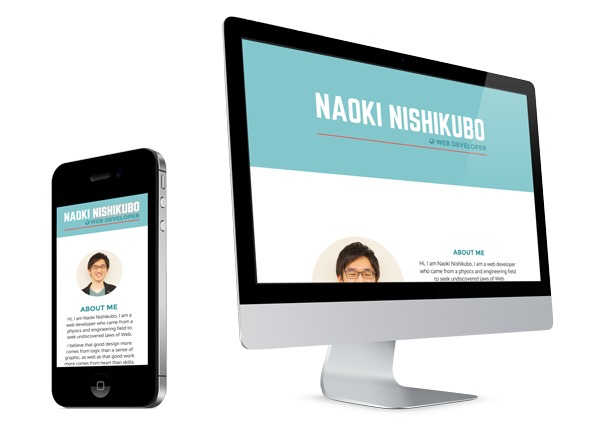 NAOKI NISHIKUBO
WEB DEVELOPER
ABOUT ME
Hi, I am Naoki Nishikubo. I am a
web developer who came from a
physics and engineering field to
seek undiscovered laws of Web.
I believe that good design more
comes from logic than a sense of
graphic, as well as that good work
more comes from heart than skills.
NAOKI NISHIKUBO
WEB DEVELOPER
ABOUT ME
Hi, I am Naoki Nishikubo. I am a web developer
who came from a physics and engineering field
to seek undiscovered laws of Web.